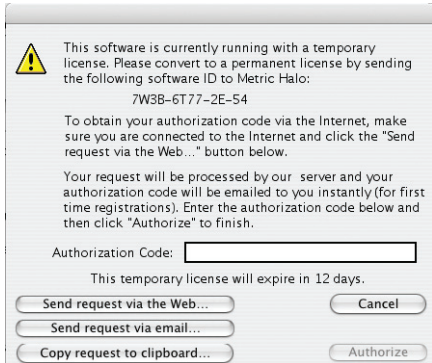 This software is currently running with a temporary
license. Please convert to a permanent license by sending
the following software ID to Metric Halo:
7W3B-6T77-2E-54
To obtain your authorization code via the Internet, make
sure you are connected to the Internet and click the "Send
request via the Web..." button below.
Your request will be processed by our server and your
authorization code will be emailed to you instantly (for first
time registrations). Enter the authorization code below and
then click "Authorize" to finish.
Authorization Code:
This temporary license will expire in 12 days.
Send request via the Web...
Cancel
Send request via email...
Copy request to clipboard...
Authorize